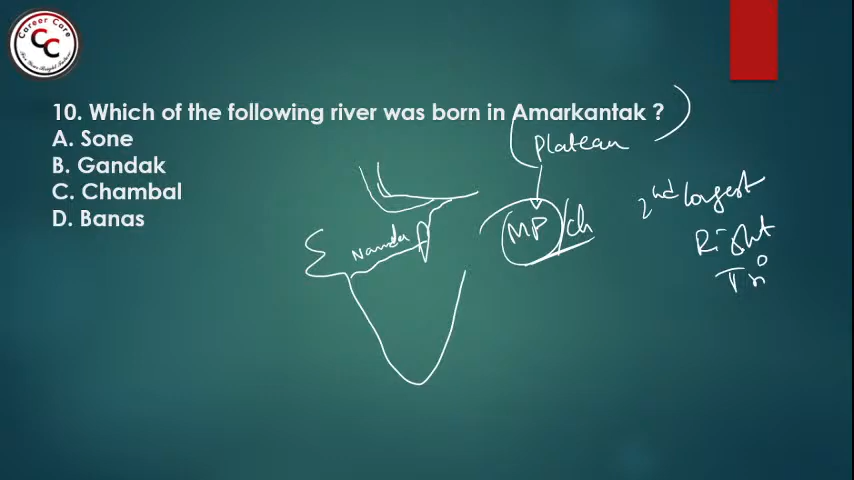 Career Care
CC
10. Which of the following river was born in Amarkantak ?
A. Sone
B. Gandak
C. Chambal
D. Banas
Plateau
MP/Ch
2nd largest
Right
Tri